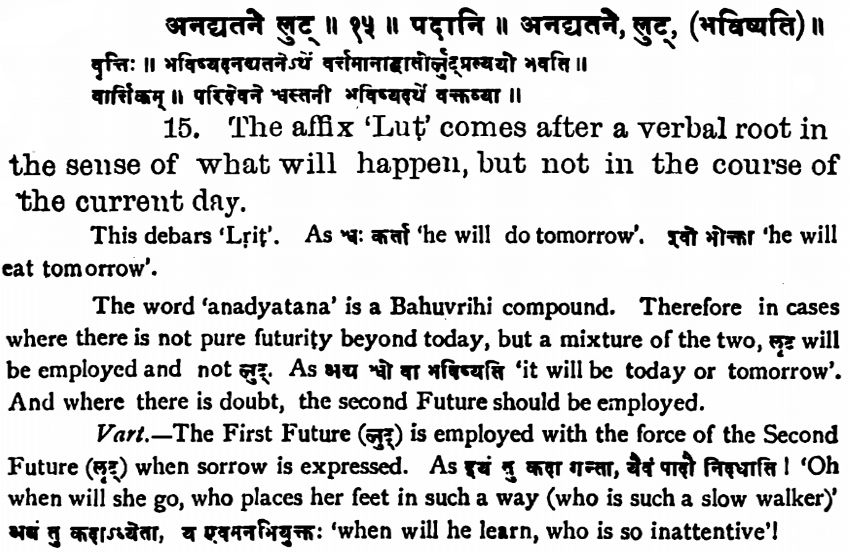 अनद्यतने लुट् ॥ १५ ॥ पदानि ॥ अनद्यतने, लुट्, (भविष्यति) ॥
वृत्तिः ॥ भविष्यदनद्यतनेऽर्थे वर्त्तमानाद्धातोर्लुट्प्रत्ययो भवति ॥
वार्त्तिकम् ॥ परिदेवने श्वस्तनी भविष्यदर्थे वक्तव्या ॥
15. The affix ‘Luṭ’ comes after a verbal root in
the sense of what will happen, but not in the course of
the current day.
This debars ‘Lṛiṭ’. As श्वः कर्ता ‘he will do tomorrow’. श्वो भोक्ता ‘he will
eat tomorrow’.
The word ‘anadyatana’ is a Bahuvrihi compound. Therefore in cases
where there is not pure futurity beyond today, but a mixture of the two, लृट will
be employed and not लुट्. As अद्य श्वो वा भविष्यति ‘it will be today or tomorrow’.
And where there is doubt, the second Future should be employed.
Vart.—The First Future (लुट्) is employed with the force of the Second
Future (लृट्) when sorrow is expressed. As इयं तु कदा गन्ता, यैवं पादौ निदधाति ! ‘Oh
when will she go, who places her feet in such a way (who is such a slow walker)’
अयं तु कदाऽध्येता, य एवमनभियुक्तः ‘when will he learn, who is so inattentive’!